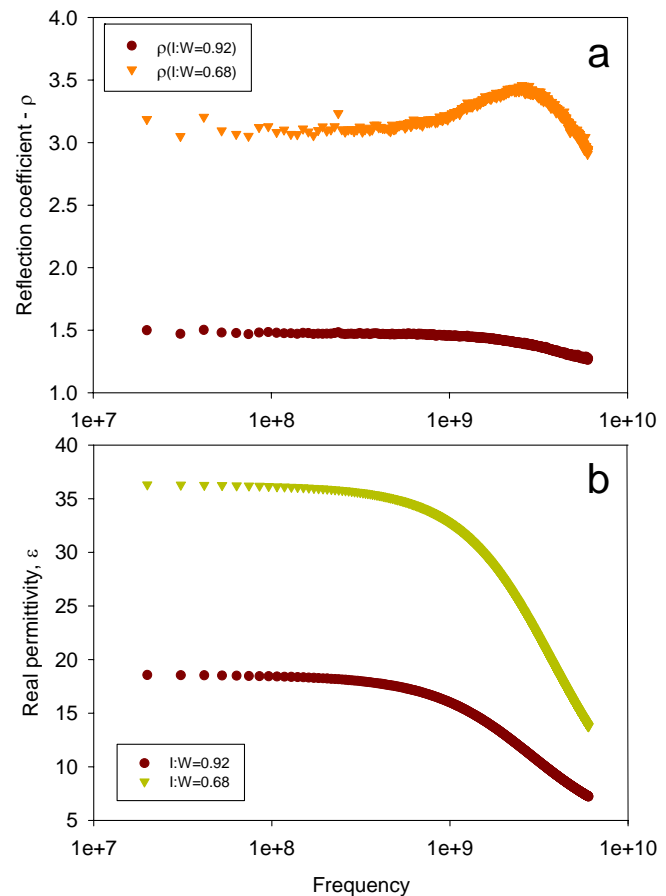 4.0
ρ(I:W=0.92)
ρ(I:W=0.68)
a
3.5
3.0
2.5
2.0
1.5
1.0
Reflection coefficient - ρ
1e+7
1e+8
1e+9
1e+10
40
b
35
30
25
20
15
10
5
Real permittivity, ε
I:W=0.92
I:W=0.68
1e+7
1e+8
1e+9
1e+10
Frequency